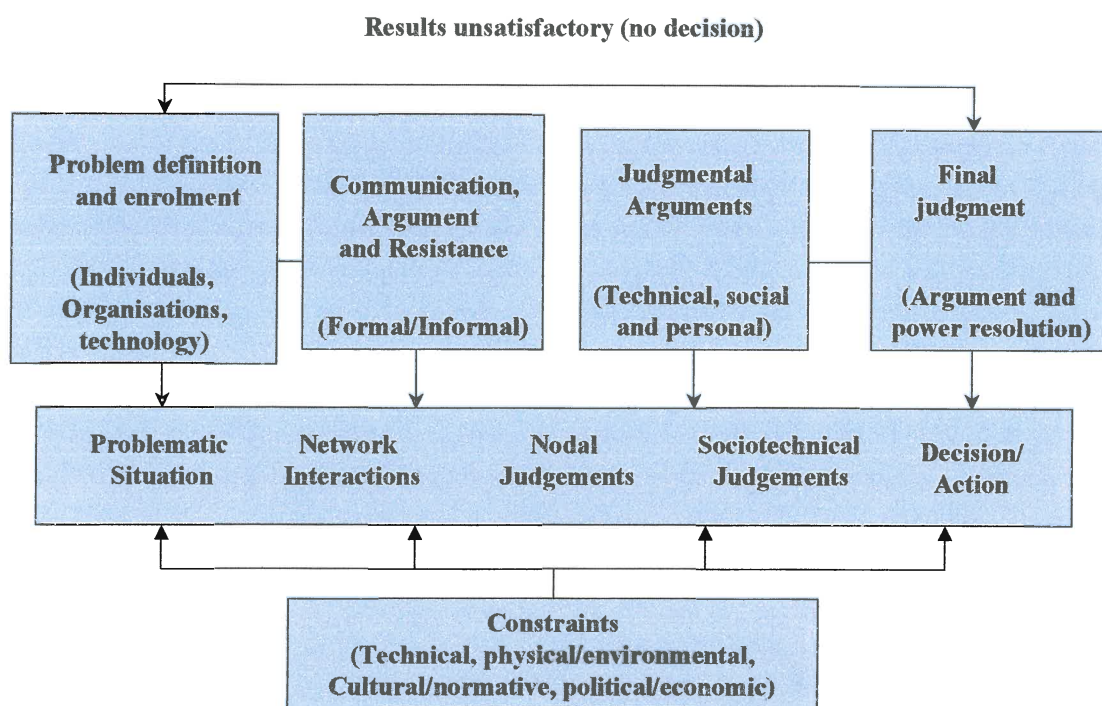 Results unsatisfactory (no decision)
Problem definition
and enrolment
(Individuals,
Organisations,
technology)
Communication,
Argument
and Resistance
(Formal/Informal)
Judgmental
Arguments
(Technical, social
and personal)
Final
judgment
(Argument and
power resolution)
Problematic
Situation
Network
Interactions
Nodal
Judgements
Sociotechnical
Judgements
Decision/
Action
Constraints
(Technical, physical/environmental,
Cultural/normative, political/economic)